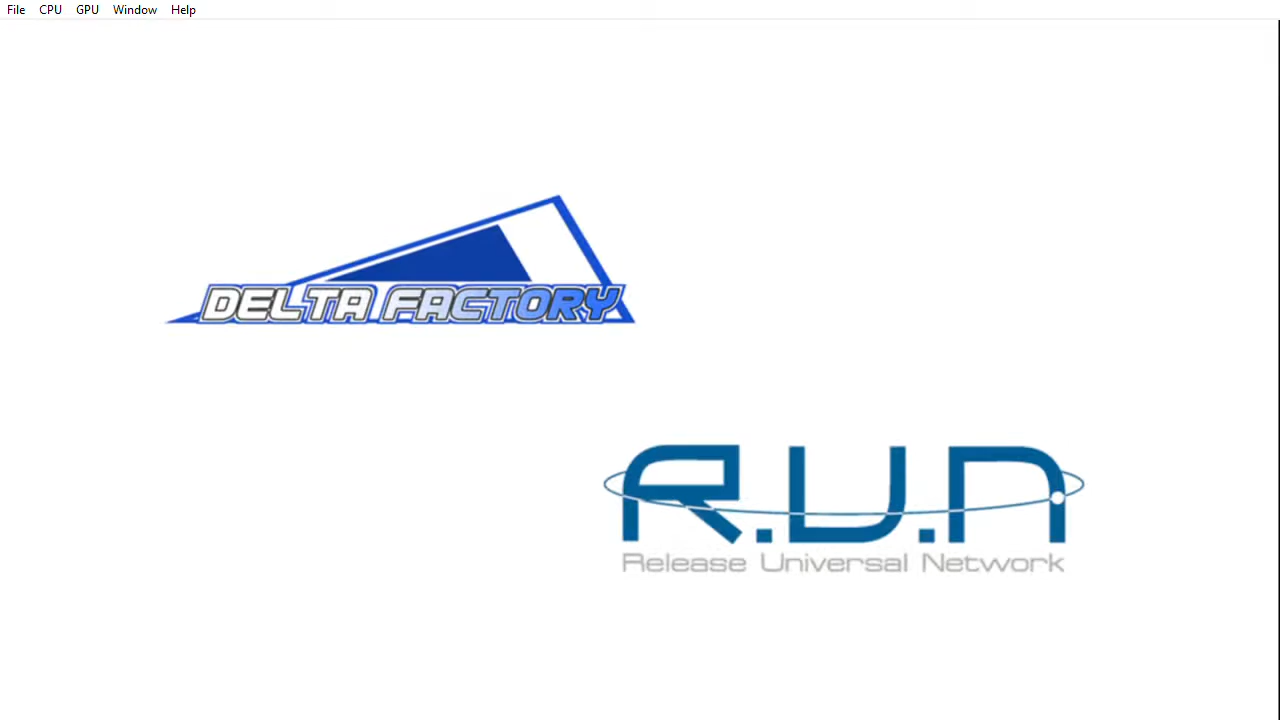 File CPU GPU Window Help
DELTA FACTORY
R.U.N
Release Universal Network